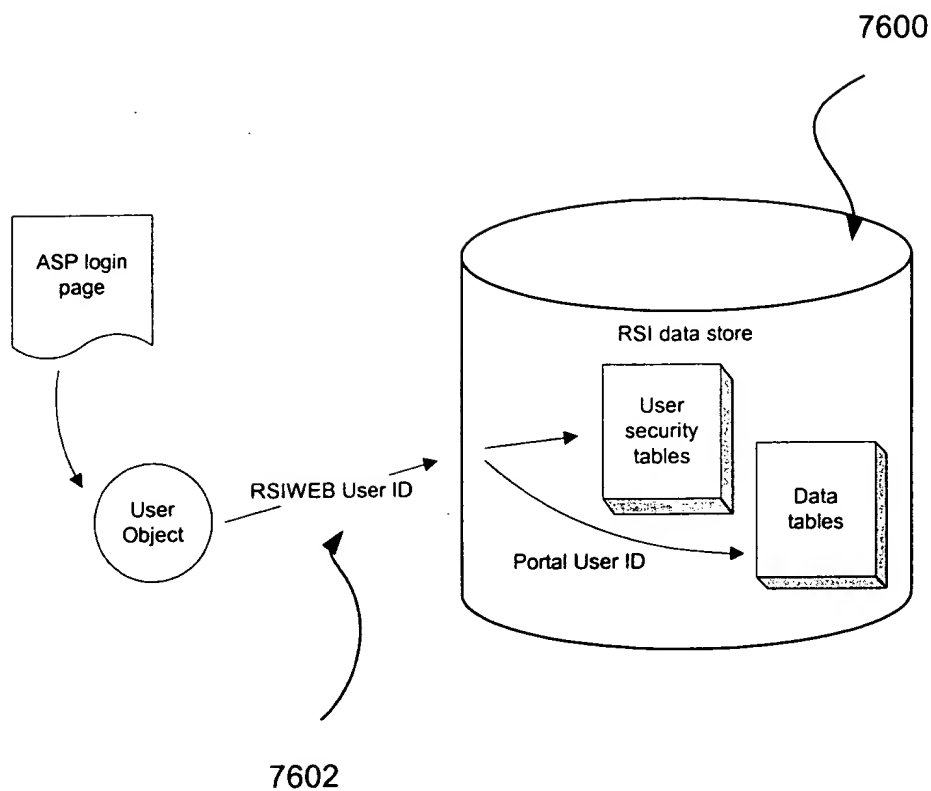 7600
ASP login
page
RSI data store
User
security
tables
RSIWEB User ID
User
Object
Data
tables
Portal User ID
7602